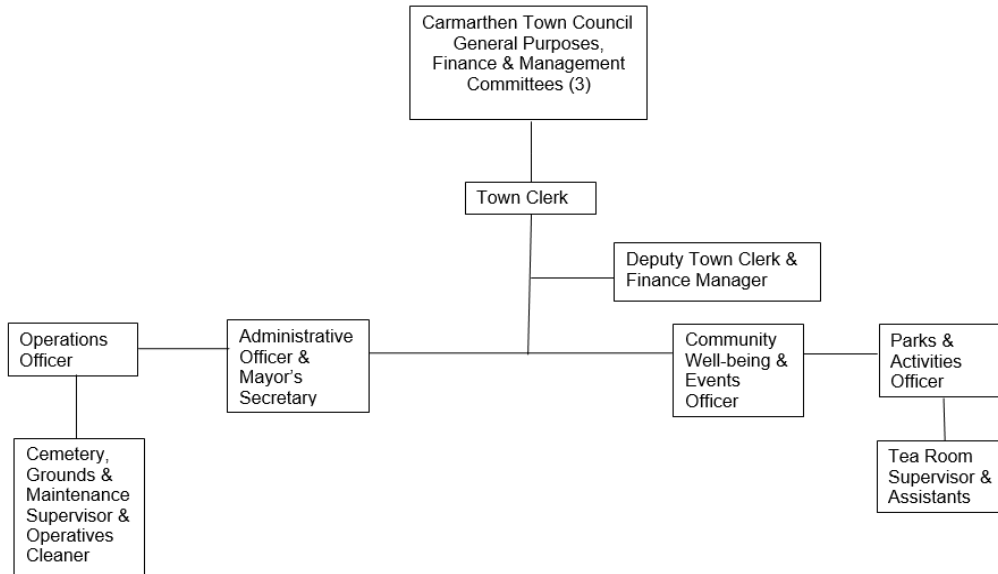 Carmarthen Town Council
General Purposes,
Finance & Management
Committees (3)
Town Clerk
Deputy Town Clerk &
Finance Manager
Operations
Officer
Administrative
Officer &
Mayor's
Secretary
Community
Well-being &
Events
Officer
Parks &
Activities
Officer
Cemetery,
Grounds &
Maintenance
Supervisor &
Operatives
Cleaner
Tea Room
Supervisor &
Assistants